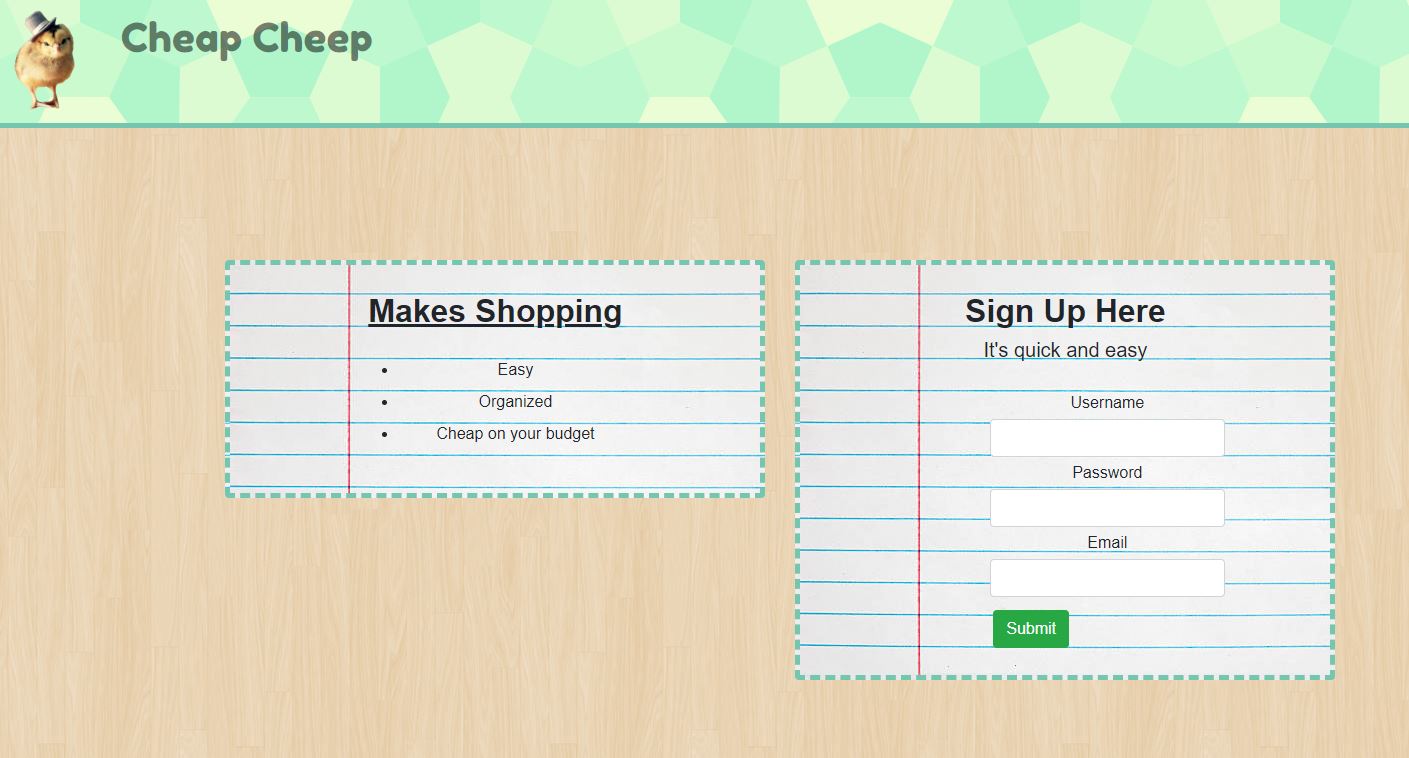 Cheap Cheep
Makes Shopping
Easy
Organized
Cheap on your budget
Sign Up Here
It's quick and easy
Username
Password
Email
Submit